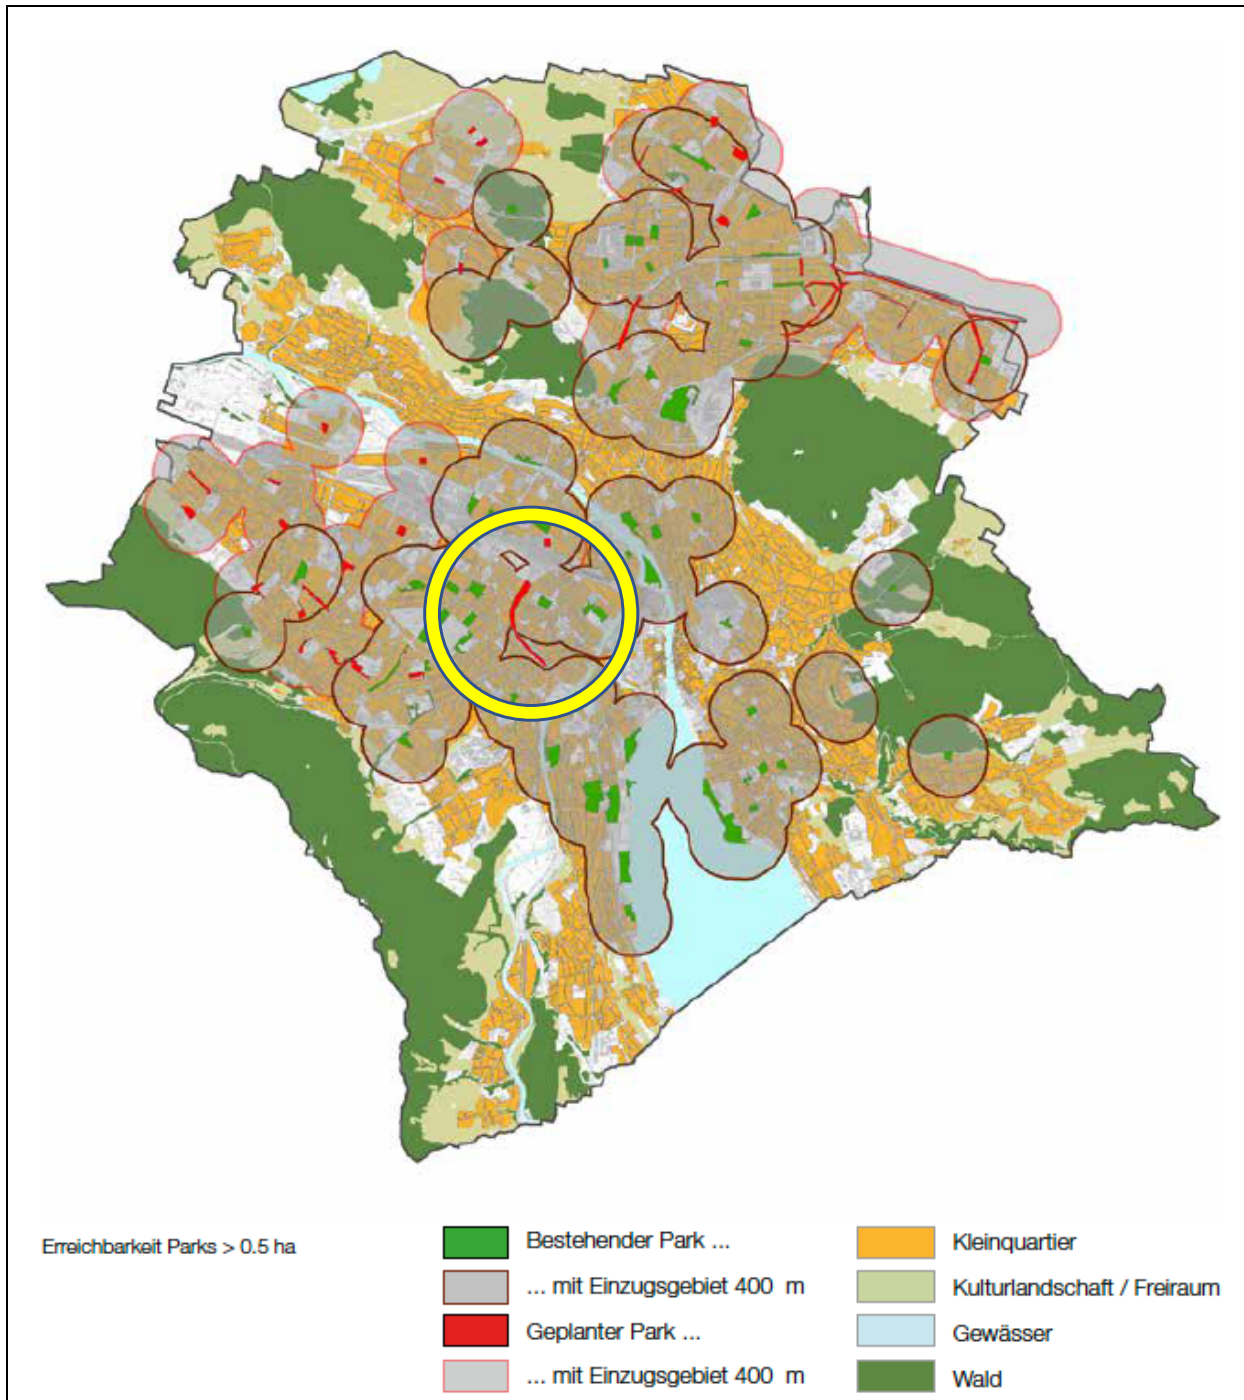 Erreichbarkeit Parks > 0.5 ha
Bestehender Park ...
... mit Einzugsgebiet 400 m
Geplanter Park ...
... mit Einzugsgebiet 400 m
Kleinquartier
Kulturlandschaft / Freiraum
Gewässer
Wald